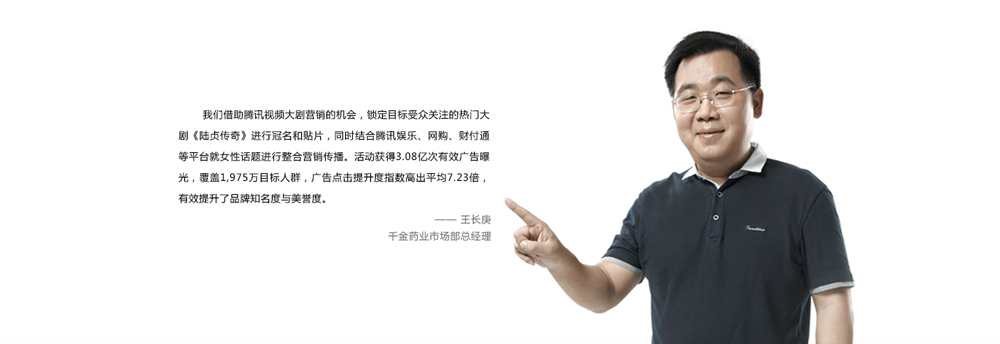 我们借助腾讯视频大剧营销的机会，锁定目标受众关注的热门大
剧《陆贞传奇》进行冠名和贴片，同时结合腾讯娱乐、网购、财付通
等平台就女性话题进行整合营销传播。活动获得3.08亿次有效广告曝
光，覆盖1,975万目标人群，广告点击提升度指数高出平均7.23倍，
有效提升了品牌知名度与美誉度。
—— 王长庚
千金药业市场部总经理